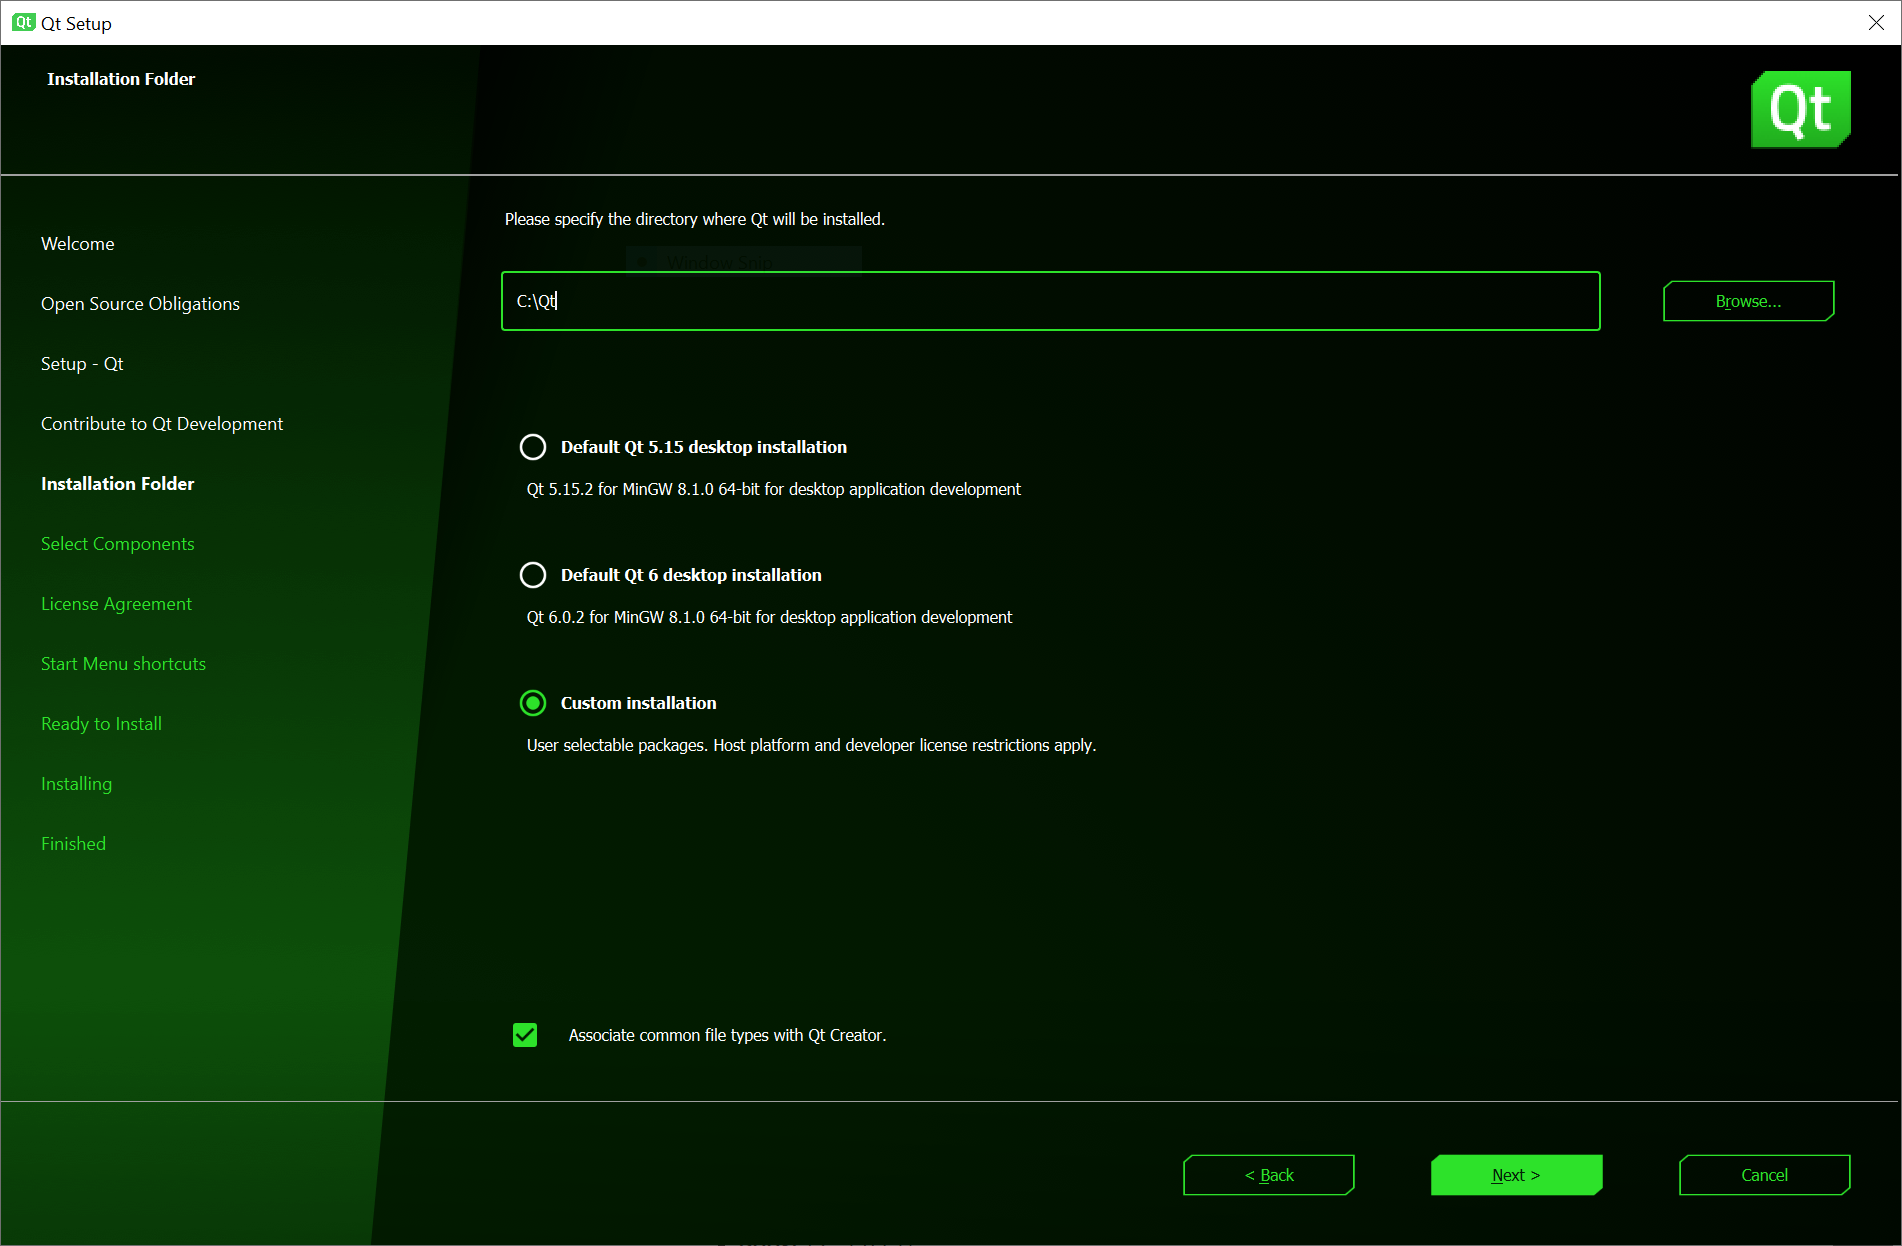 Qt Qt Setup
Installation Folder
Qt
Welcome
Open Source Obligations
Setup - Qt
Contribute to Qt Development
Installation Folder
Select Components
License Agreement
Start Menu shortcuts
Ready to Install
Installing
Finished
Please specify the directory where Qt will be installed.
Window Snip
C:\Qt
Browse...
Default Qt 5.15 desktop installation
Qt 5.15.2 for MinGW 8.1.0 64-bit for desktop application development
Default Qt 6 desktop installation
Qt 6.0.2 for MinGW 8.1.0 64-bit for desktop application development
Custom installation
User selectable packages. Host platform and developer license restrictions apply.
Associate common file types with Qt Creator.
< Back
Next >
Cancel